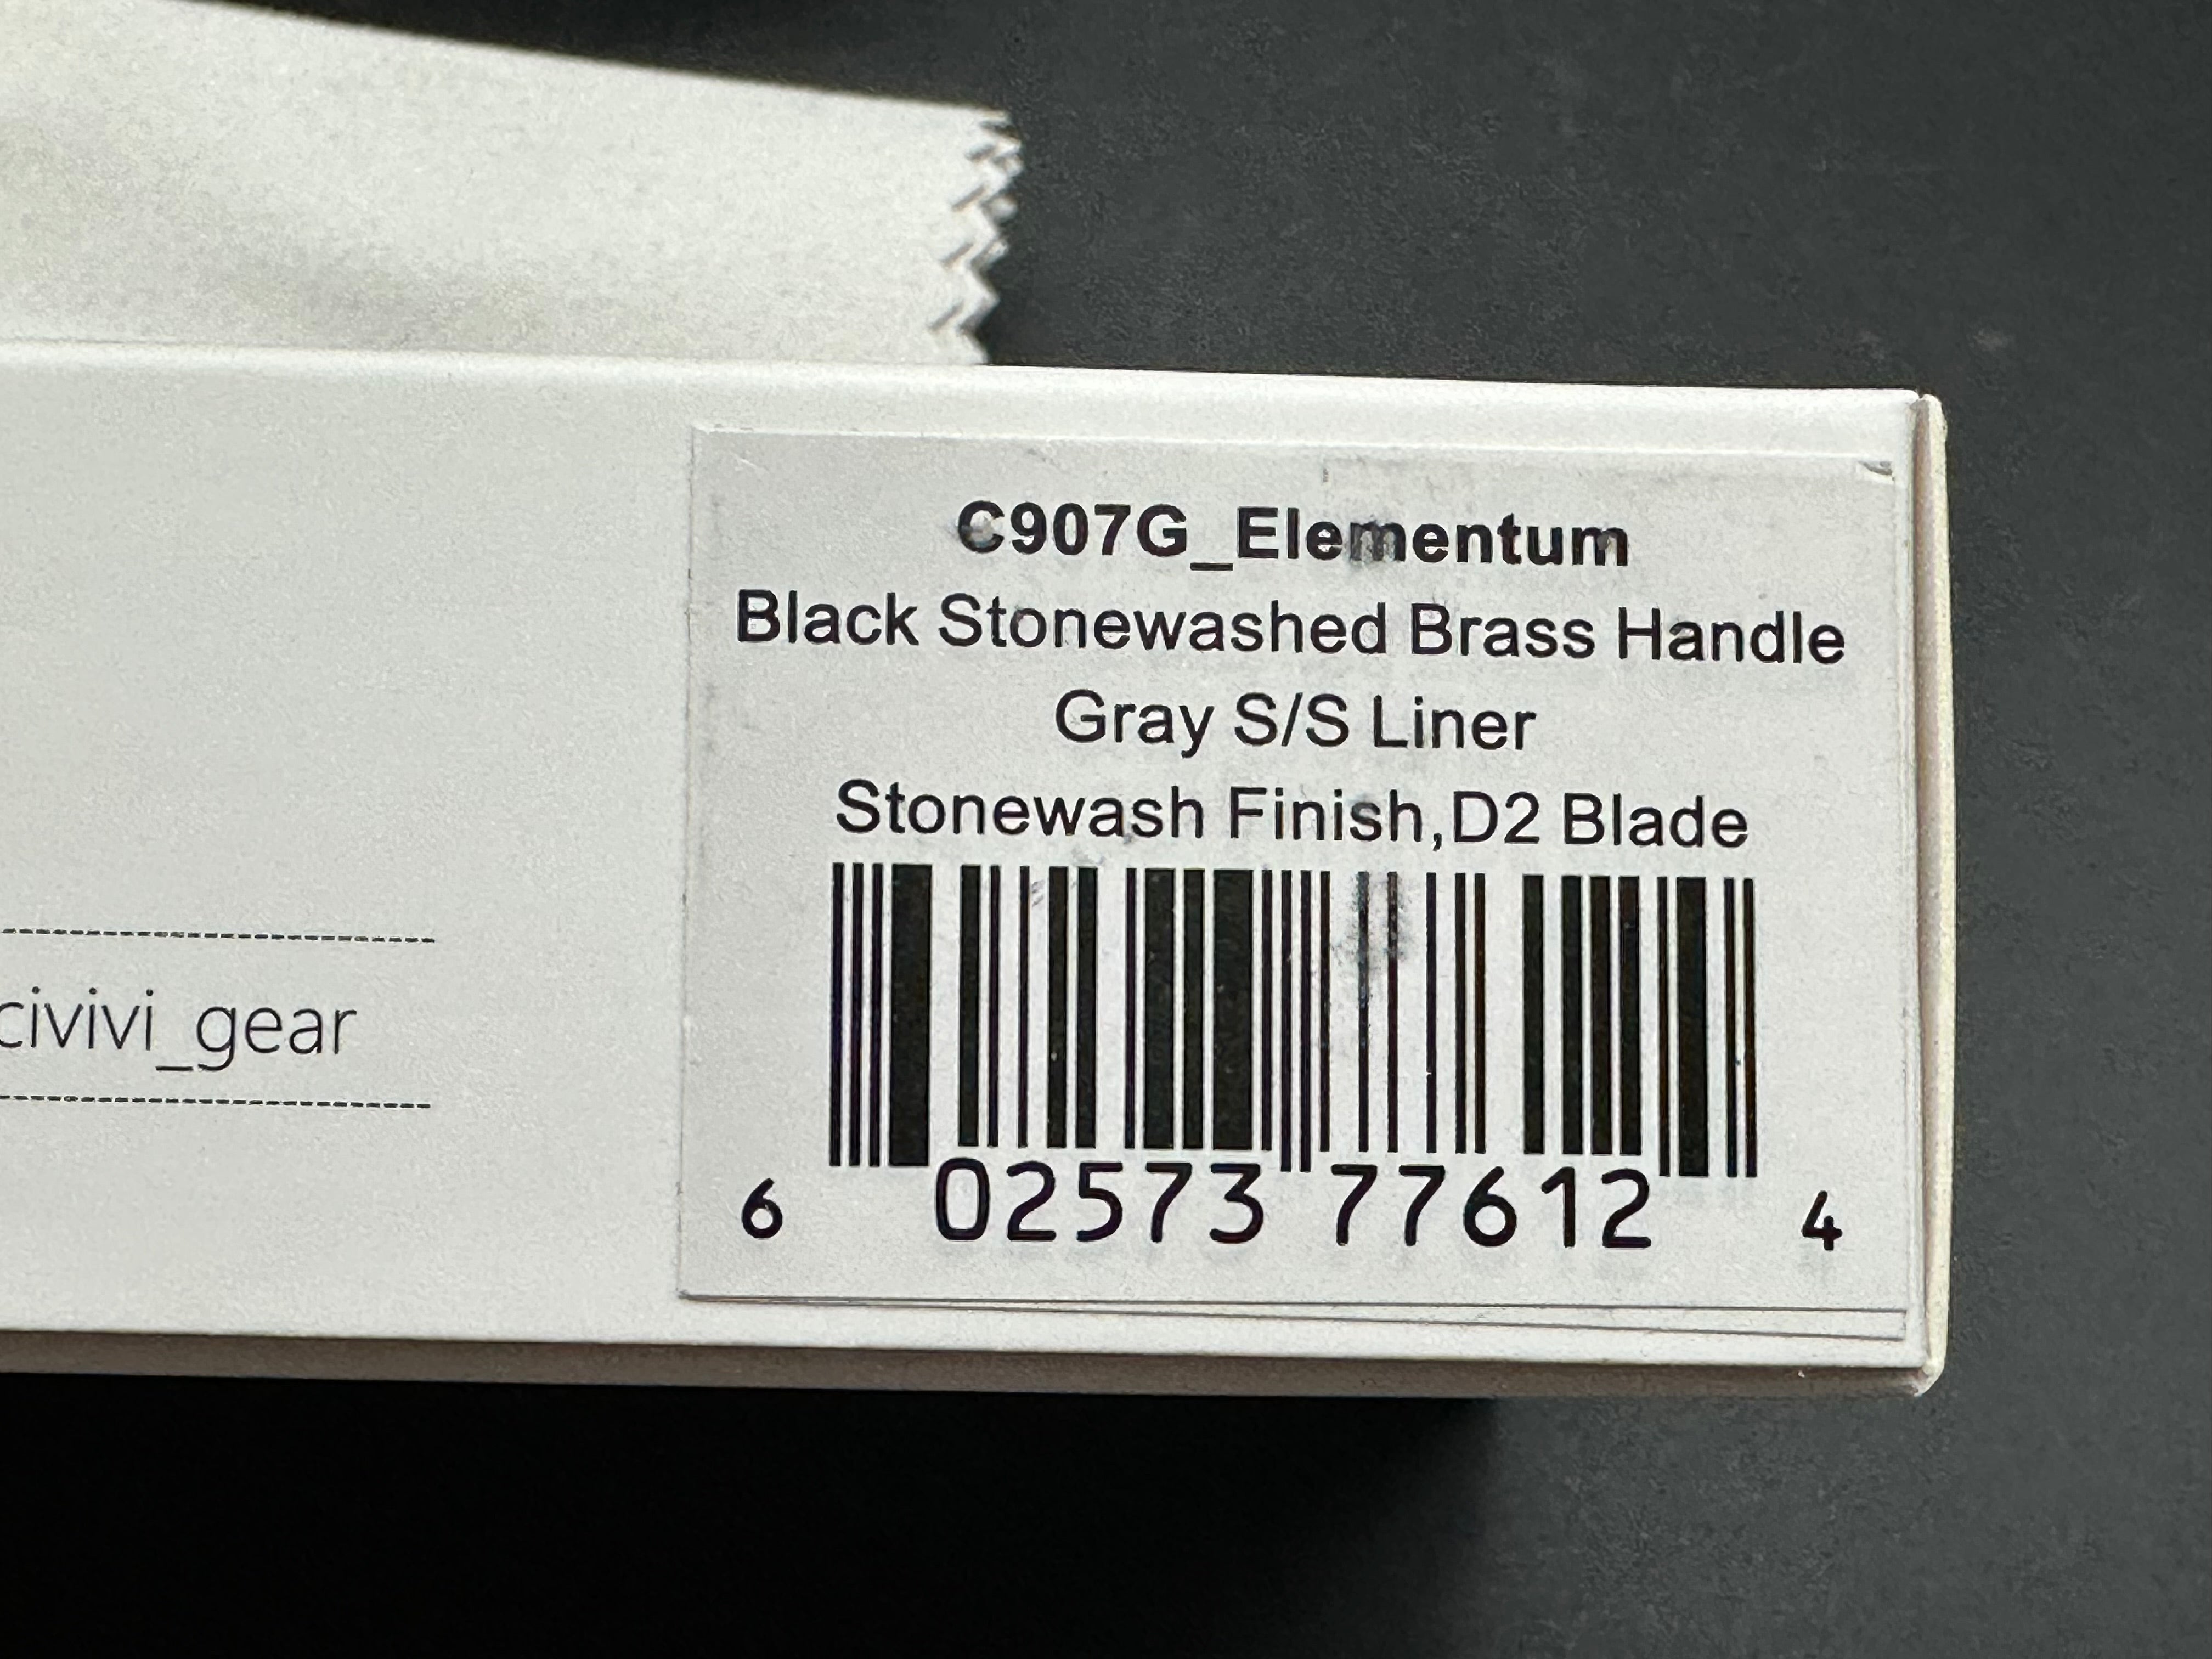 C907G_Elementum
Black Stonewashed Brass Handle
Gray S/S Liner
Stonewash Finish,D2 Blade
6 02573 77612 4
civivi_gear